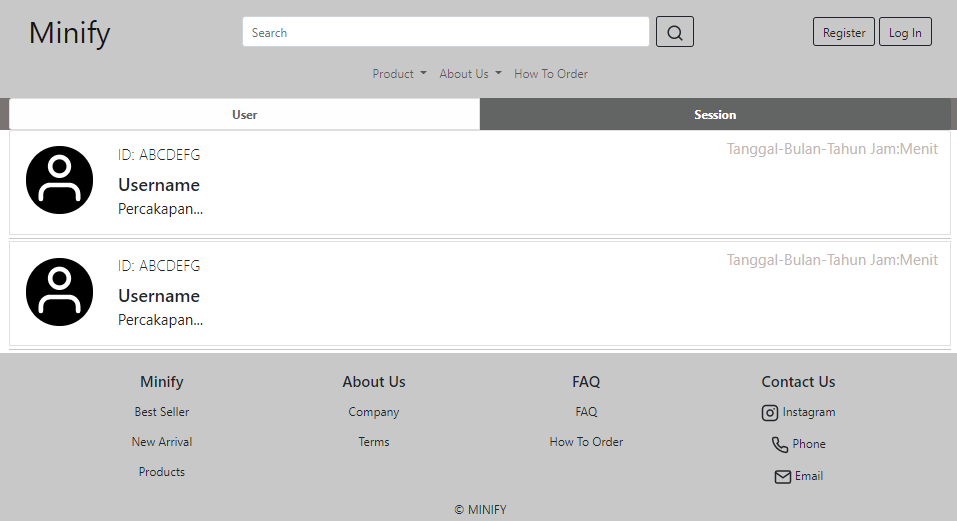 Minify
Search
Register
Log In
Product
About Us
How To Order
User
Session
ID: ABCDEFG
Tanggal-Bulan-Tahun Jam:Menit
Username
Percakapan...
ID: ABCDEFG
Tanggal-Bulan-Tahun Jam:Menit
Username
Percakapan...
Minify
Best Seller
New Arrival
Products
About Us
Company
Terms
FAQ
FAQ
How To Order
Contact Us
Instagram
Phone
Email
© MINIFY